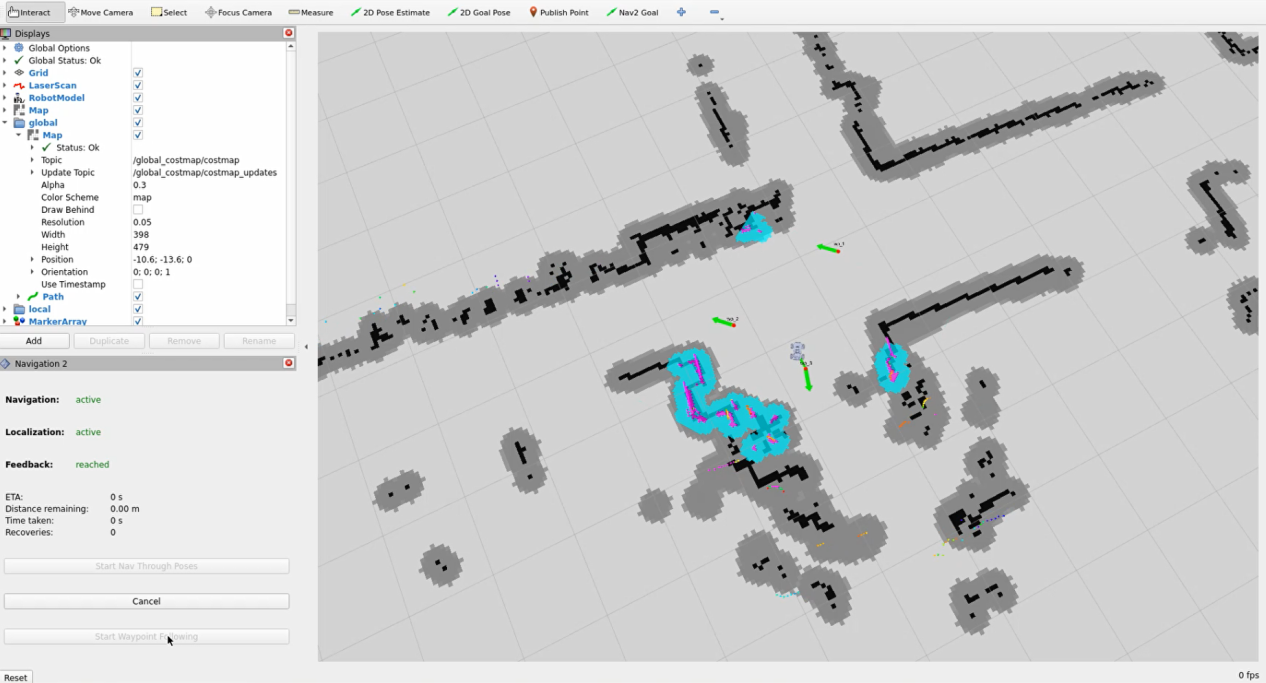 Interact Move Camera Select Focus Camera Measure 2D Pose Estimate 2D Goal Pose Publish Point Nav2 Goal
Displays
Global Options
Global Status: Ok
Grid
LaserScan
RobotModel
Map
global
Map
Status: Ok
Topic /global_costmap/costmap
Update Topic /global_costmap/costmap_updates
Alpha 0.3
Color Scheme map
Draw Behind
Resolution 0.05
Width 398
Height 479
Position -10.6; -13.6; 0
Orientation 0; 0; 0; 1
Use Timestamp
Path
local
MarkerArray
Add Duplicate Remove Rename
Navigation 2
Navigation: active
Localization: active
Feedback: reached
ETA: 0 s
Distance remaining: 0.00 m
Time taken: 0 s
Recoveries: 0
Start Nav Through Poses
Cancel
Start Waypoint Following
Reset
0 fps